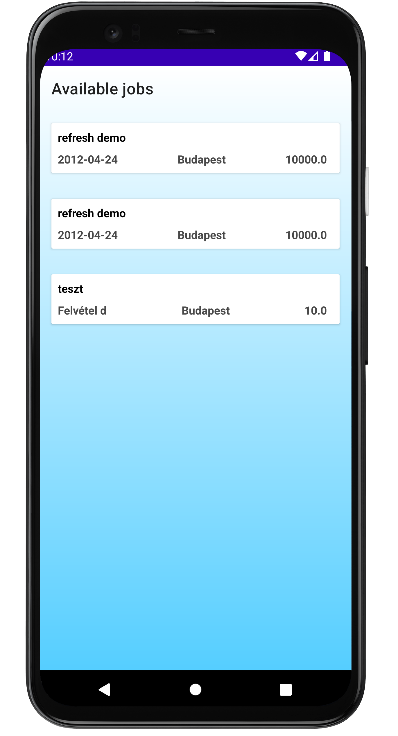 0:12
Available jobs
refresh demo
2012-04-24 Budapest 10000.0
refresh demo
2012-04-24 Budapest 10000.0
teszt
Felvétel d Budapest 10.0